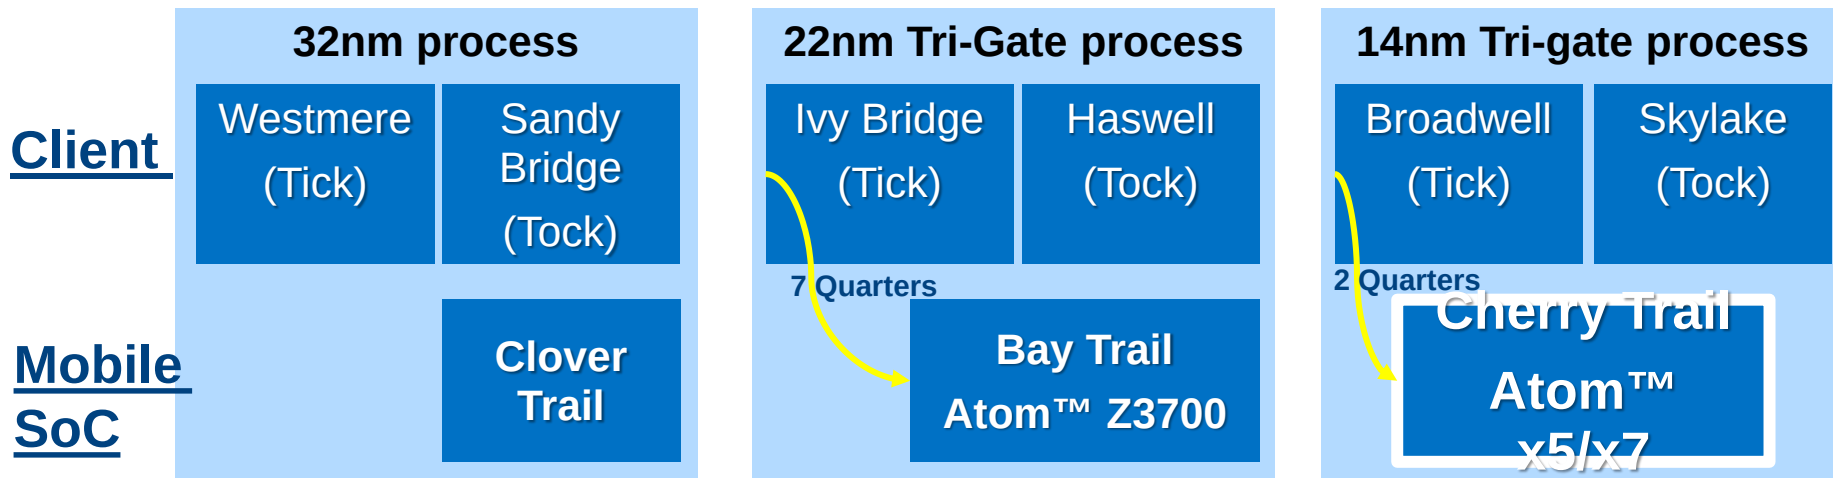 32nm process
22nm Tri-Gate process
14nm Tri-gate process
Client
Westmere
(Tick)
Sandy
Bridge
(Tock)
Ivy Bridge
(Tick)
Haswell
(Tock)
Broadwell
(Tick)
Skylake
(Tock)
7 Quarters
2 Quarters
Mobile
SoC
Clover
Trail
Bay Trail
Atom™ Z3700
Cherry Trail
Atom™
x5/x7